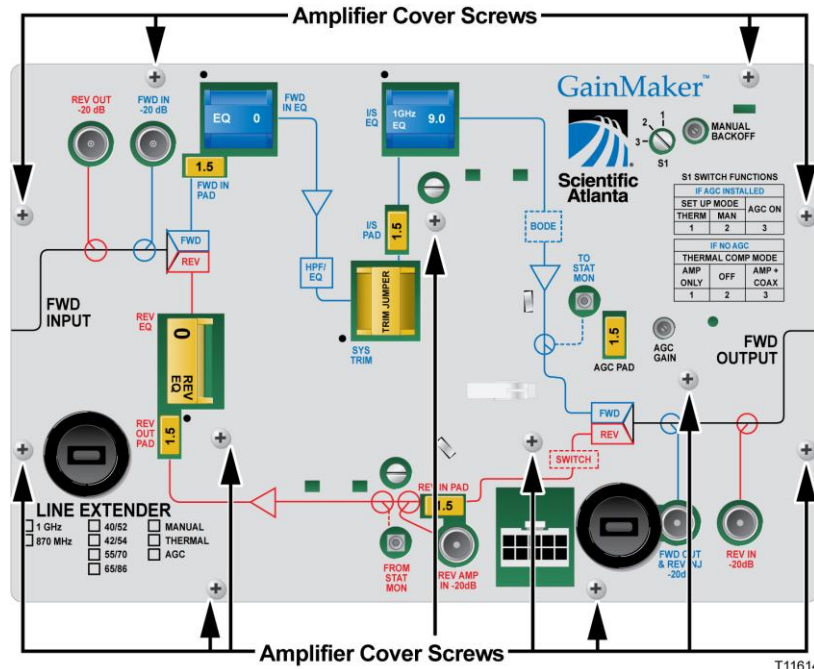 Amplifier Cover Screws
GainMaker™
REV OUT
-20 dB
FWD IN
-20 dB
EQ 0
FWD
IN EQ
I/S
EQ
1GHz
EQ 9.0
1
2
3
S1
MANUAL
BACKOFF
Scientific
Atlanta
S1 SWITCH FUNCTIONS
IF AGC INSTALLED
SET UP MODE
AGC ON
THERM
MAN
1
2
3
IF NO AGC
THERMAL COMP MODE
AMP
ONLY
OFF
AMP +
COAX
1
2
3
1.5
FWD IN
PAD
I/S
PAD
1.5
BODE
FWD
REV
HPF/
EQ
TRIM JUMPER
SYS
TRIM
TO
STAT
MON
1.5
AGC PAD
AGC
GAIN
FWD
INPUT
FWD
OUTPUT
REV
EQ
0
REV
EQ
REV
OUT
PAD
1.5
FWD
REV
SWITCH
REV IN PAD
1.5
LINE EXTENDER
1 GHz
870 MHz
40/52
42/54
55/70
65/86
MANUAL
THERMAL
AGC
FROM
STAT
MON
REV AMP
IN -20dB
FWD OUT
& REV INJ
-20dB
REV IN
-20dB
Amplifier Cover Screws